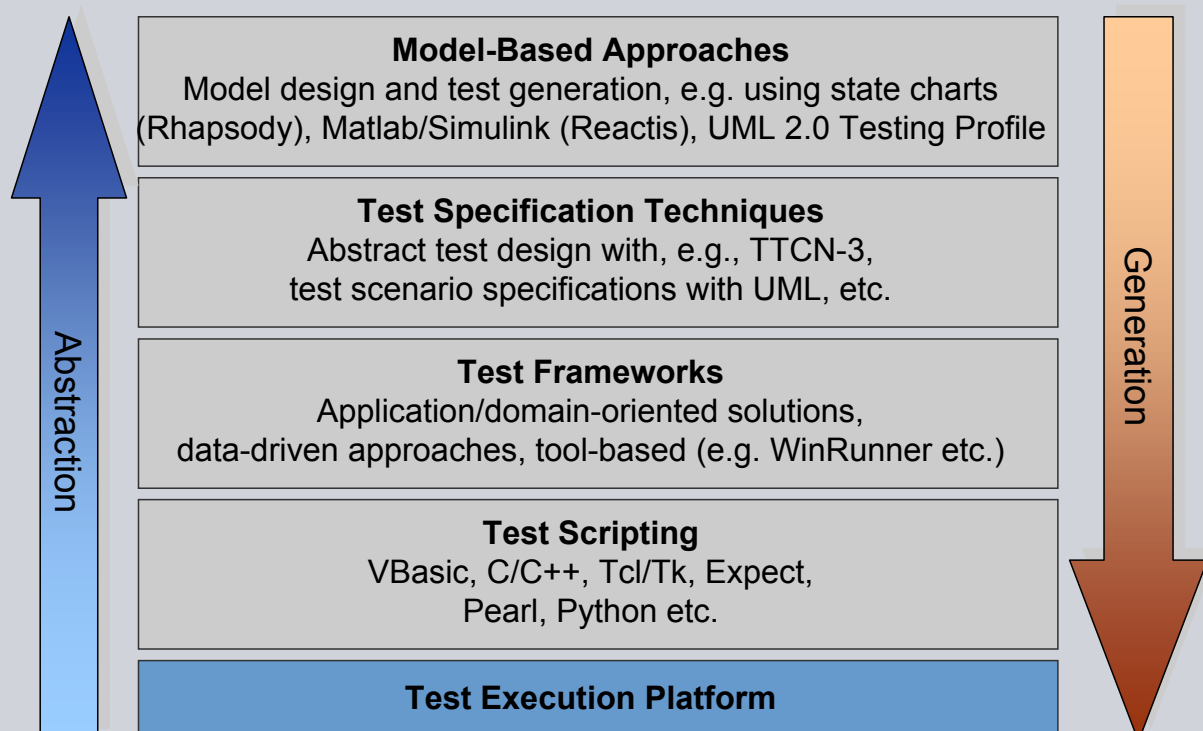 Model-Based Approaches
Model design and test generation, e.g. using state charts
(Rhapsody), Matlab/Simulink (Reactis), UML 2.0 Testing Profile
Test Specification Techniques
Abstract test design with, e.g., TTCN-3,
test scenario specifications with UML, etc.
Test Frameworks
Application/domain-oriented solutions,
data-driven approaches, tool-based (e.g. WinRunner etc.)
Test Scripting
VBasic, C/C++, Tcl/Tk, Expect,
Pearl, Python etc.
Test Execution Platform
Abstraction
Generation